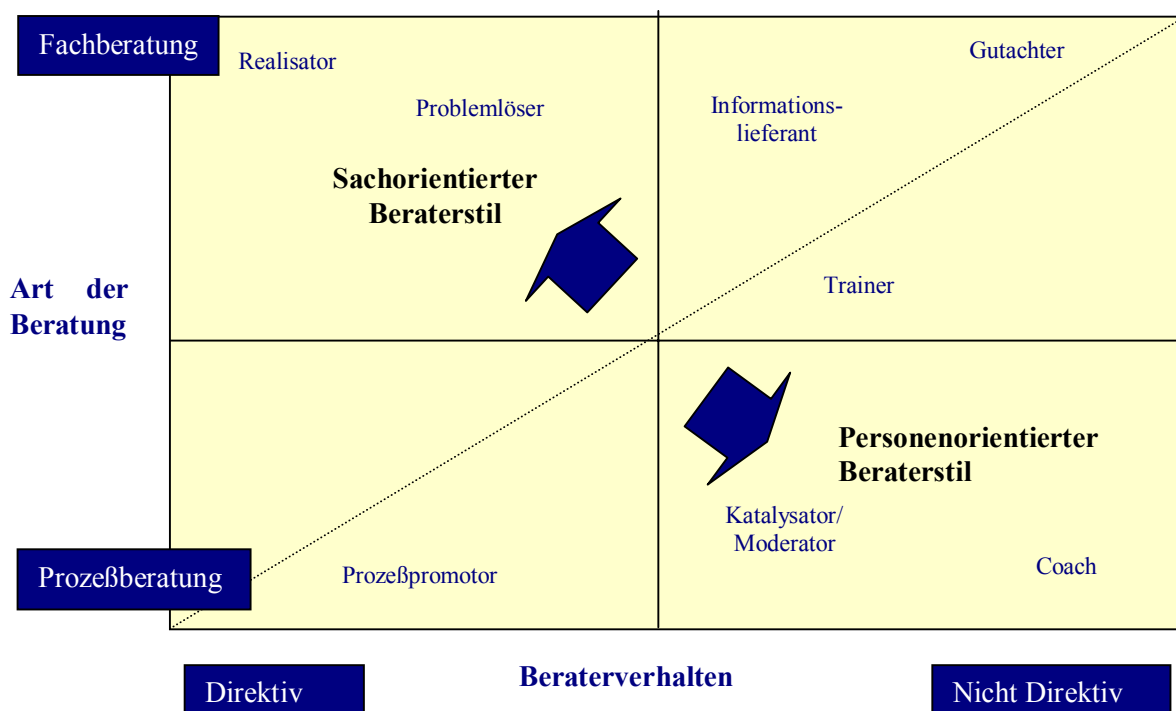 Fachberatung
Realisator
Gutachter
Problemlöser
Informations-
lieferant
Sachorientierter
Beraterstil
Art der
Beratung
Trainer
Personenorientierter
Beraterstil
Katalysator/
Moderator
Prozeßberatung
Prozeßpromotor
Coach
Direktiv
Beraterverhalten
Nicht Direktiv